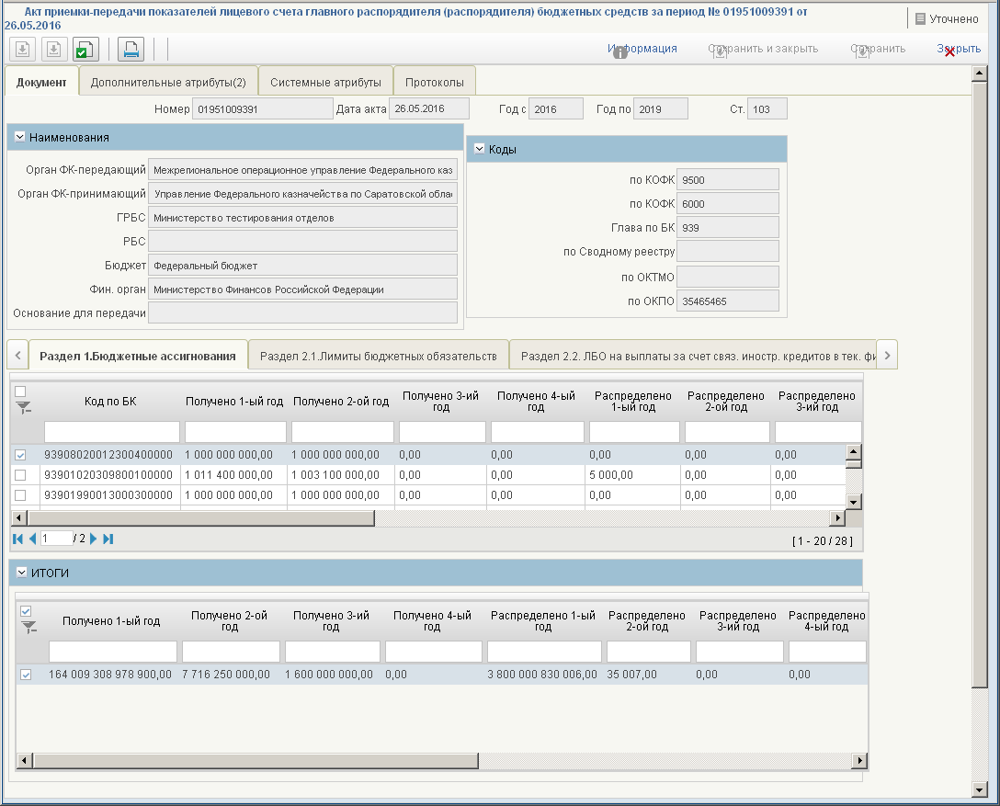 Акт приемки-передачи показателей лицевого счета главного распорядителя (распорядителя) бюджетных средств за период № 01951009391 от
26.05.2016
Уточнено
Информация Сохранить и закрыть Сохранить Закрыть
Документ Дополнительные атрибуты(2) Системные атрибуты Протоколы
Номер 01951009391 Дата акта 26.05.2016 Год с 2016 Год по 2019 Ст. 103
Наименования
Орган ФК-передающий Межрегиональное операционное управление Федерального каз
Орган ФК-принимающий Управление Федерального казначейства по Саратовской обла
ГРБС Министерство тестирования отделов
РБС
Бюджет Федеральный бюджет
Фин. орган Министерство Финансов Российской Федерации
Основание для передачи
Коды
по КОФК 9500
по КОФК 6000
Глава по БК 939
по Сводному реестру
по ОКТМО
по ОКПО 35465465
Раздел 1.Бюджетные ассигнования Раздел 2.1.Лимиты бюджетных обязательств Раздел 2.2. ЛБО на выплаты за счет связ. иностр. кредитов в тек. фи
Код по БК Получено 1-ый год Получено 2-ой год Получено 3-ий год Получено 4-ый год Распределено 1-ый год Распределено 2-ой год Распределено 3-ий год
93908020012300400000 1 000 000 000,00 1 000 000 000,00 0,00 0,00 0,00 0,00 0,00
93901020309800100000 1 011 400 000,00 1 003 100 000,00 0,00 0,00 5 000,00 0,00 0,00
93901990013000300000 1 000 000 000,00 1 000 000 000,00 0,00 0,00 0,00 0,00 0,00
1 / 2 [ 1 - 20 / 28 ]
ИТОГИ
Получено 1-ый год Получено 2-ой год Получено 3-ий год Получено 4-ый год Распределено 1-ый год Распределено 2-ой год Распределено 3-ий год Распределено 4-ый год
164 009 308 978 900,00 7 716 250 000,00 1 600 000 000,00 0,00 3 800 000 830 006,00 35 007,00 0,00 0,00